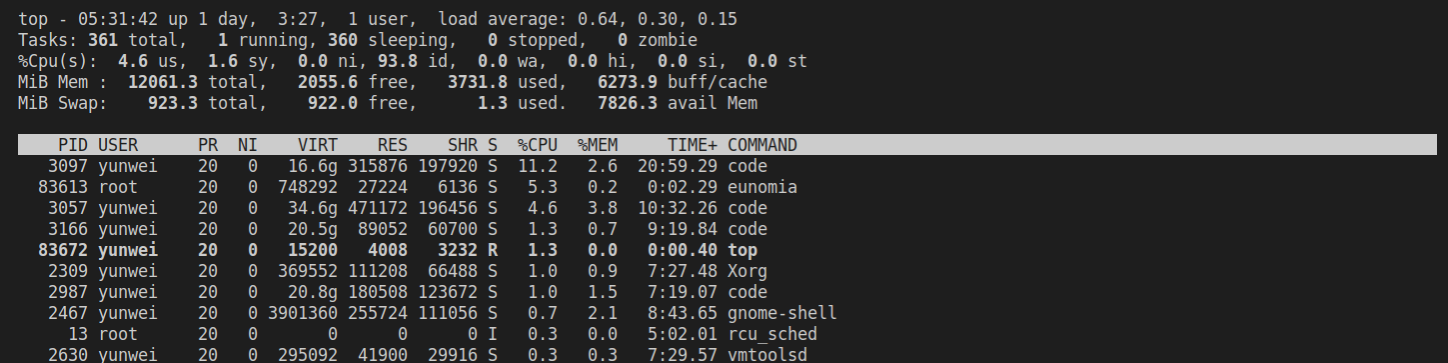 top - 05:31:42 up 1 day,  3:27,  1 user,  load average: 0.64, 0.30, 0.15
Tasks: 361 total,   1 running, 360 sleeping,   0 stopped,   0 zombie
%Cpu(s):  4.6 us,  1.6 sy,  0.0 ni, 93.8 id,  0.0 wa,  0.0 hi,  0.0 si,  0.0 st
MiB Mem :  12061.3 total,   2055.6 free,   3731.8 used,   6273.9 buff/cache
MiB Swap:    923.3 total,    922.0 free,      1.3 used.   7826.3 avail Mem
    PID USER      PR  NI    VIRT    RES    SHR S  %CPU  %MEM     TIME+ COMMAND
   3097 yunwei    20   0   16.6g 315876 197920 S  11.2   2.6  20:59.29 code
  83613 root      20   0  748292  27224   6136 S   5.3   0.2   0:02.29 eunomia
   3057 yunwei    20   0   34.6g 471172 196456 S   4.6   3.8  10:32.26 code
   3166 yunwei    20   0   20.5g  89052  60700 S   1.3   0.7   9:19.84 code
  83672 yunwei    20   0   15200   4008   3232 R   1.3   0.0   0:00.40 top
   2309 yunwei    20   0  369552 111208  66488 S   1.0   0.9   7:27.48 Xorg
   2987 yunwei    20   0   20.8g 180508 123672 S   1.0   1.5   7:19.07 code
   2467 yunwei    20   0 3901360 255724 111056 S   0.7   2.1   8:43.65 gnome-shell
     13 root      20   0       0      0      0 I   0.3   0.0   5:02.01 rcu_sched
   2630 yunwei    20   0  295092  41900  29916 S   0.3   0.3   7:29.57 vmtoolsd